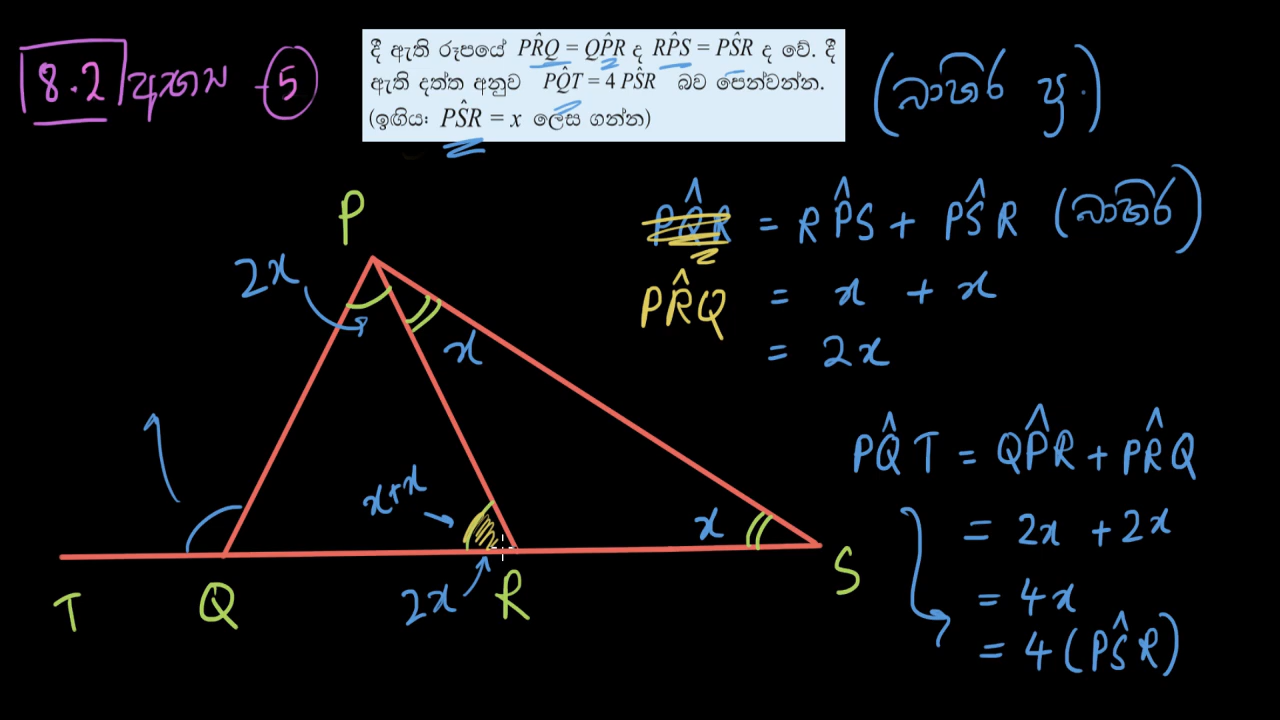 8.2 අභ්‍යාස - 5
දී ඇති රූපයේ PR̂Q = QP̂R ද RP̂S = PŜR ද වේ. දී
ඇති දත්ත අනුව PQ̂T = 4 PŜR බව පෙන්වන්න.
(ඉඟිය: PŜR = x ලෙස ගන්න)
(බාහිර ප්‍ර.)
PQ̂R = RP̂S + PŜR (බාහිර)
PR̂Q = x + x
= 2x
P
2x
x
x+x
x
2x
T
Q
R
S
PQ̂T = QP̂R + PR̂Q
= 2x + 2x
= 4x
= 4(PŜR)